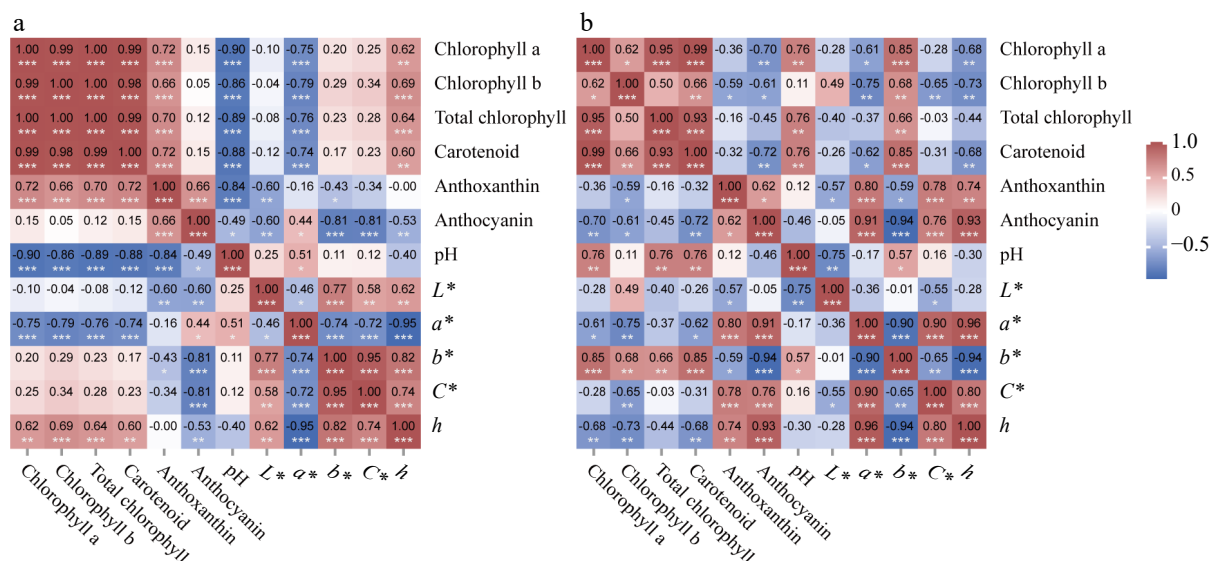 a
1.00 0.99 1.00 0.99 0.72 0.15 -0.90 -0.10 -0.75 0.20 0.25 0.62 Chlorophyll a
*** *** *** *** *** *** *** **
0.99 1.00 1.00 0.98 0.66 0.05 -0.86 -0.04 -0.79 0.29 0.34 0.69 Chlorophyll b
*** *** *** *** *** *** *** ***
1.00 1.00 1.00 0.99 0.70 0.12 -0.89 -0.08 -0.76 0.23 0.28 0.64 Total chlorophyll
*** *** *** *** *** *** *** **
0.99 0.98 0.99 1.00 0.72 0.15 -0.88 -0.12 -0.74 0.17 0.23 0.60 Carotenoid
*** *** *** *** *** *** *** **
0.72 0.66 0.70 0.72 1.00 0.66 -0.84 -0.60 -0.16 -0.43 -0.34 -0.00 Anthoxanthin
*** *** *** *** *** *** *** ** *
0.15 0.05 0.12 0.15 0.66 1.00 -0.49 -0.60 0.44 -0.81 -0.81 -0.53 Anthocyanin
*** *** * ** * *** *** **
-0.90 -0.86 -0.89 -0.88 -0.84 -0.49 1.00 0.25 0.51 0.11 0.12 -0.40 pH
*** *** *** *** *** * *** *
-0.10 -0.04 -0.08 -0.12 -0.60 -0.60 0.25 1.00 -0.46 0.77 0.58 0.62 L*
** ** *** * *** ** **
-0.75 -0.79 -0.76 -0.74 -0.16 0.44 0.51 -0.46 1.00 -0.74 -0.72 -0.95 a*
*** *** *** *** * * * *** *** *** ***
0.20 0.29 0.23 0.17 -0.43 -0.81 0.11 0.77 -0.74 1.00 0.95 0.82 b*
* *** *** *** *** *** ***
0.25 0.34 0.28 0.23 -0.34 -0.81 0.12 0.58 -0.72 0.95 1.00 0.74 C*
*** ** *** *** *** ***
0.62 0.69 0.64 0.60 -0.00 -0.53 -0.40 0.62 -0.95 0.82 0.74 1.00 h
** *** ** ** ** ** *** *** *** ***
Chlorophyll a
Chlorophyll b
Total chlorophyll
Carotenoid
Anthoxanthin
Anthocyanin
pH
L*
a*
b*
C*
h
b
1.00 0.62 0.95 0.99 -0.36 -0.70 0.76 -0.28 -0.61 0.85 -0.28 -0.68 Chlorophyll a
*** * *** *** ** ** * *** **
0.62 1.00 0.50 0.66 -0.59 -0.61 0.11 0.49 -0.75 0.68 -0.65 -0.73 Chlorophyll b
* *** ** * * ** ** ** **
0.95 0.50 1.00 0.93 -0.16 -0.45 0.76 -0.40 -0.37 0.66 -0.03 -0.44 Total chlorophyll
*** *** *** ** **
0.99 0.66 0.93 1.00 -0.32 -0.72 0.76 -0.26 -0.62 0.85 -0.31 -0.68 Carotenoid
*** ** *** *** ** ** * *** **
-0.36 -0.59 -0.16 -0.32 1.00 0.62 0.12 -0.57 0.80 -0.59 0.78 0.74 Anthoxanthin
* *** * * *** * *** **
-0.70 -0.61 -0.45 -0.72 0.62 1.00 -0.46 -0.05 0.91 -0.94 0.76 0.93 Anthocyanin
** * ** * *** *** *** ** ***
0.76 0.11 0.76 0.76 0.12 -0.46 1.00 -0.75 -0.17 0.57 0.16 -0.30 pH
** ** ** *** ** *
-0.28 0.49 -0.40 -0.26 -0.57 -0.05 -0.75 1.00 -0.36 -0.01 -0.55 -0.28 L*
* ** *** *
-0.61 -0.75 -0.37 -0.62 0.80 0.91 -0.17 -0.36 1.00 -0.90 0.90 0.96 a*
* ** * *** *** *** *** *** ***
0.85 0.68 0.66 0.85 -0.59 -0.94 0.57 -0.01 -0.90 1.00 -0.65 -0.94 b*
*** ** ** *** * *** * *** *** ** ***
-0.28 -0.65 -0.03 -0.31 0.78 0.76 0.16 -0.55 0.90 -0.65 1.00 0.80 C*
** *** ** * *** ** *** ***
-0.68 -0.73 -0.44 -0.68 0.74 0.93 -0.30 -0.28 0.96 -0.94 0.80 1.00 h
** ** ** ** *** *** *** *** ***
Chlorophyll a
Chlorophyll b
Total chlorophyll
Carotenoid
Anthoxanthin
Anthocyanin
pH
L*
a*
b*
C*
h
1.0
0.5
0
−0.5